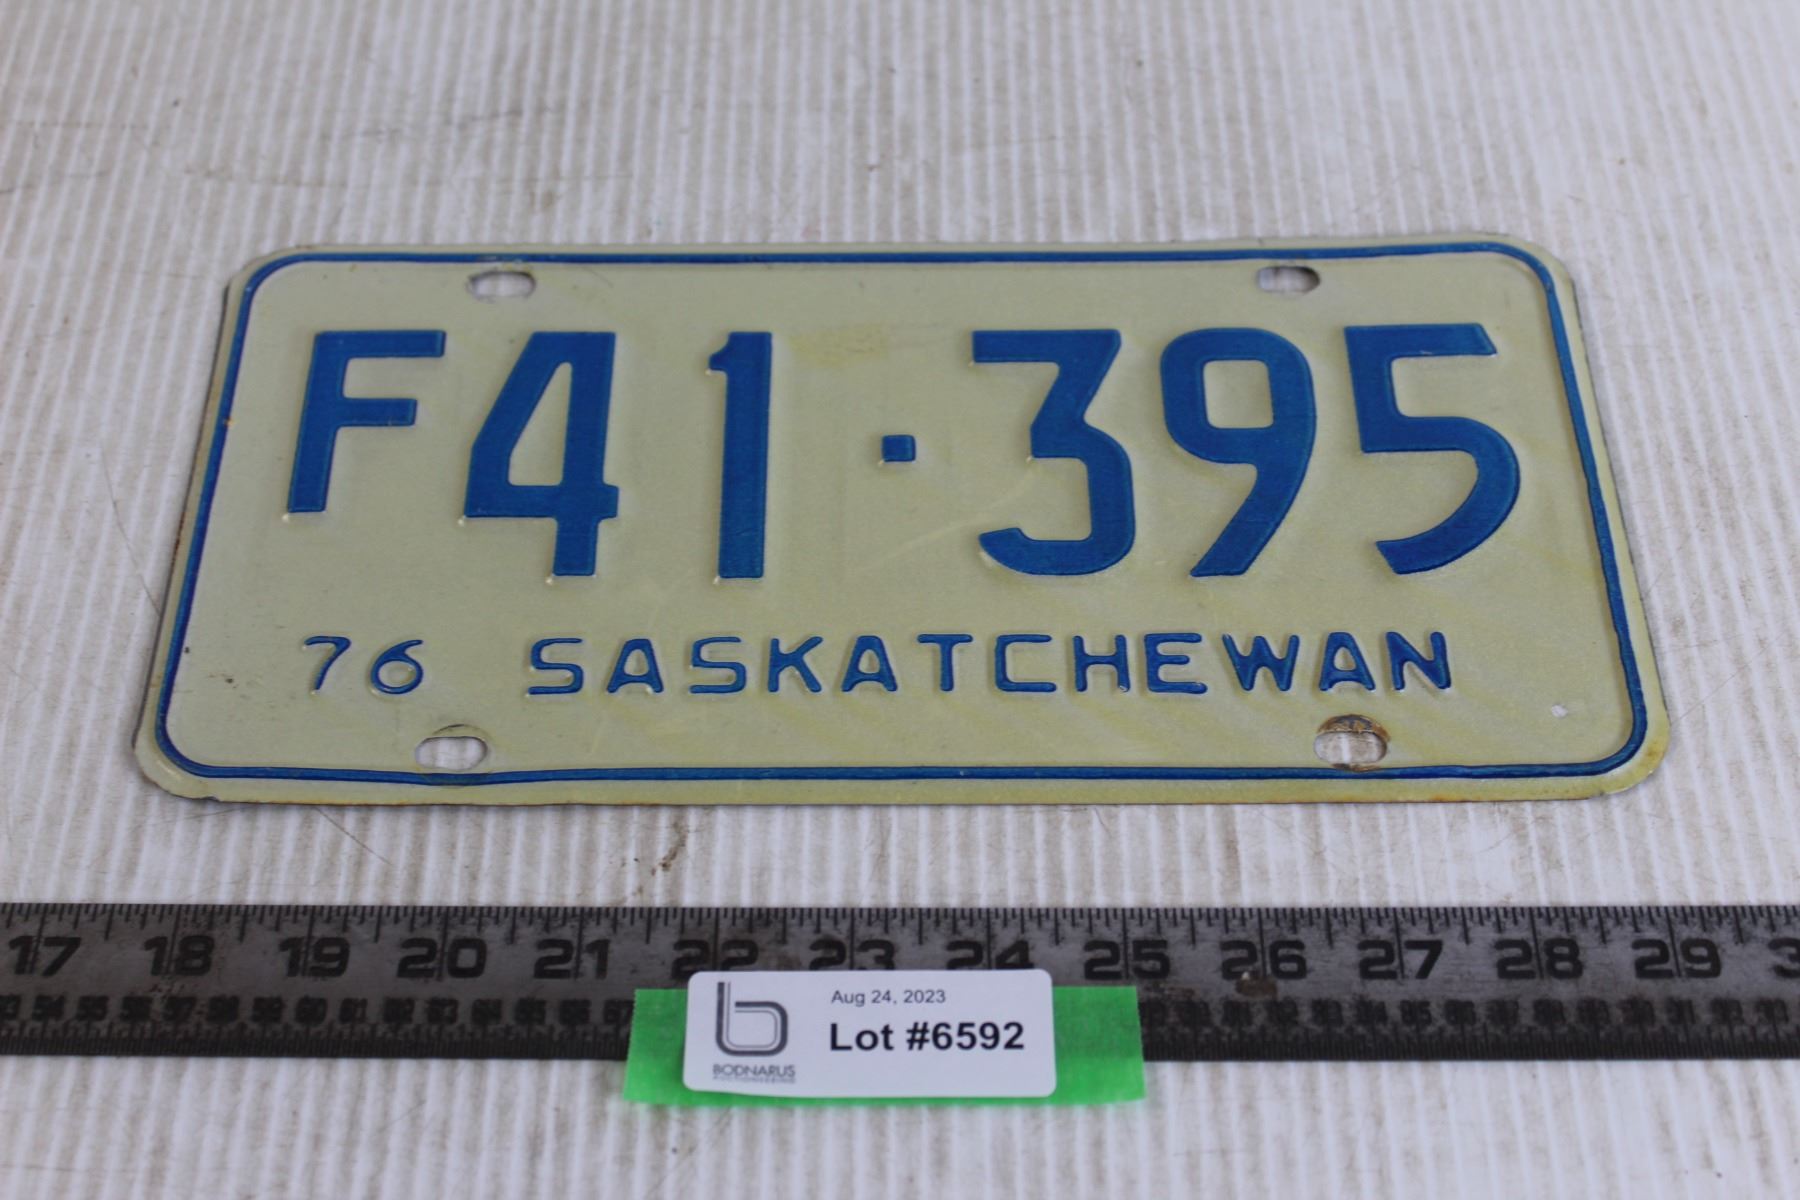 F41·395
76 SASKATCHEWAN
17 18 19 20 21 22 23 24 25 26 27 28 29
Aug 24, 2023
Lot #6592
BODNARUS
AUCTIONEERING